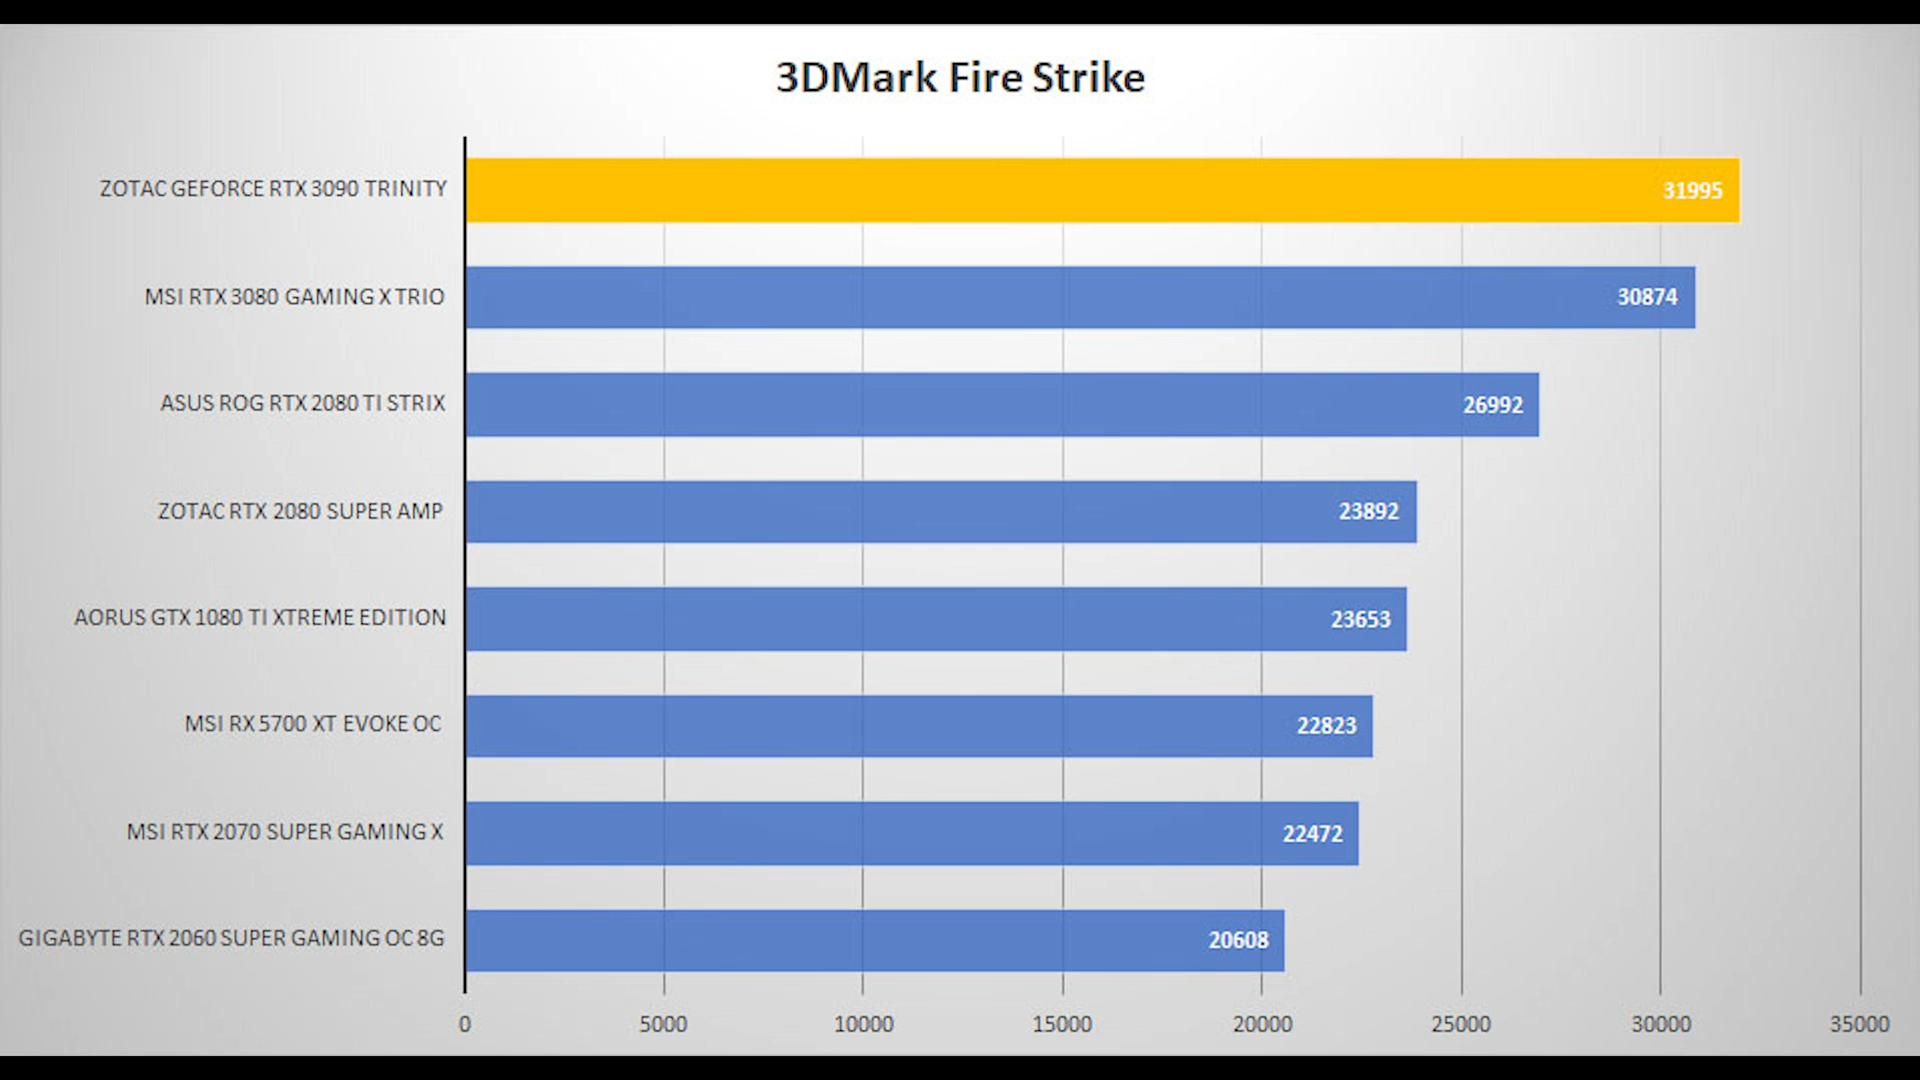 3DMark Fire Strike
ZOTAC GEFORCE RTX 3090 TRINITY 31995
MSI RTX 3080 GAMING X TRIO 30874
ASUS ROG RTX 2080 TI STRIX 26992
ZOTAC RTX 2080 SUPER AMP 23892
AORUS GTX 1080 TI XTREME EDITION 23653
MSI RX 5700 XT EVOKE OC 22823
MSI RTX 2070 SUPER GAMING X 22472
GIGABYTE RTX 2060 SUPER GAMING OC 8G 20608
0 5000 10000 15000 20000 25000 30000 35000